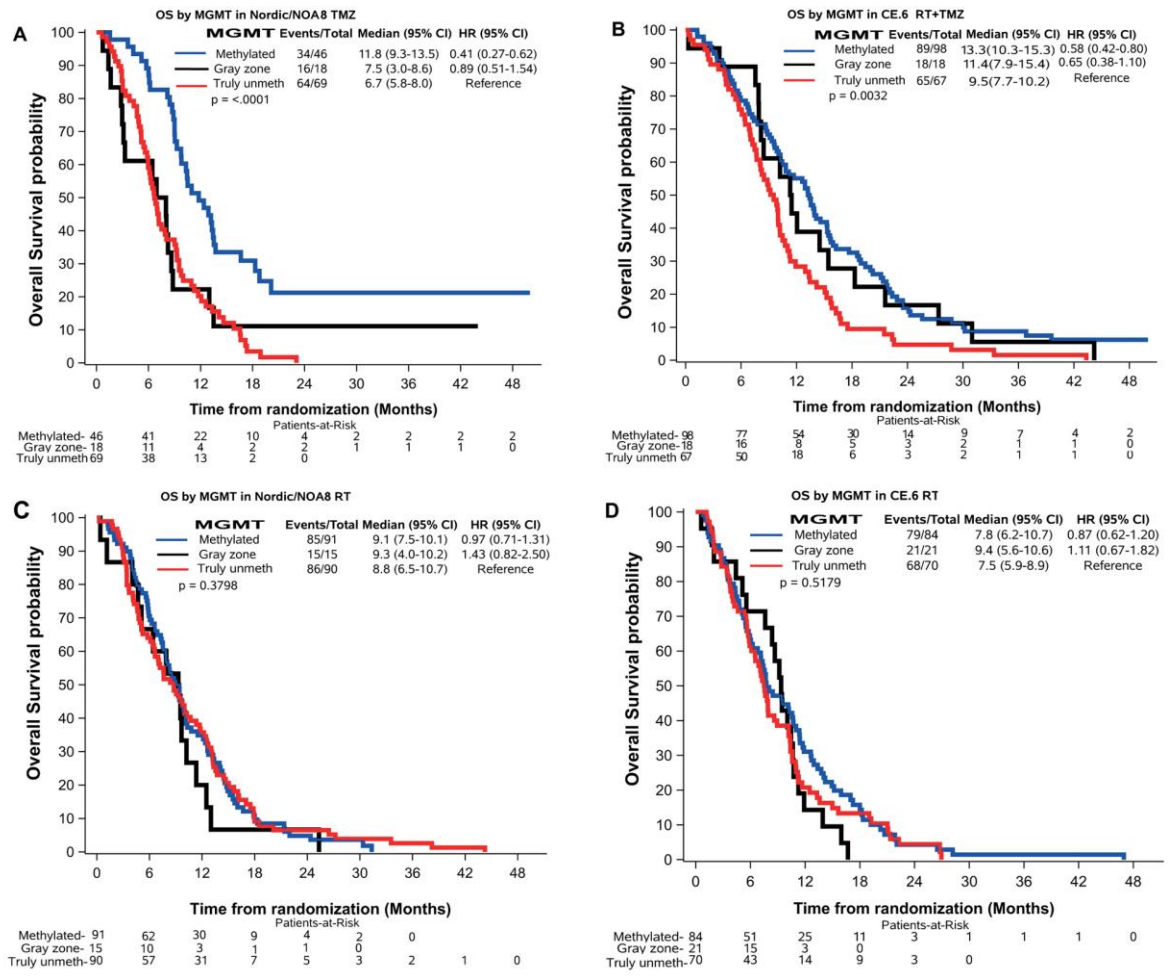 A
OS by MGMT in Nordic/NOA8 TMZ
MGMT Events/Total Median (95% CI) HR (95% CI)
Methylated 34/46 11.8 (9.3-13.5) 0.41 (0.27-0.62)
Gray zone 16/18 7.5 (3.0-8.6) 0.89 (0.51-1.54)
Truly unmeth 64/69 6.7 (5.8-8.0) Reference
p = <.0001
Overall Survival probability
100
90
80
70
60
50
40
30
20
10
0
0 6 12 18 24 30 36 42 48
Time from randomization (Months)
Patients-at-Risk
Methylated- 46 41 22 10 4 2 2 2 2
Gray zone-18 11 4 2 2 1 1 1 0
Truly unmeth69 38 13 2 0
B
OS by MGMT in CE.6 RT+TMZ
MGMT Events/Total Median (95% CI) HR (95% CI)
Methylated 89/98 13.3(10.3-15.3) 0.58 (0.42-0.80)
Gray zone 18/18 11.4(7.9-15.4) 0.65 (0.38-1.10)
Truly unmeth 65/67 9.5(7.7-10.2) Reference
p = 0.0032
Overall Survival probability
100
90
80
70
60
50
40
30
20
10
0
0 6 12 18 24 30 36 42 48
Time from randomization (Months)
Patients-at-Risk
Methylated- 98 77 54 30 14 9 7 4 2
Gray zone-18 16 8 5 3 2 1 1 0
Truly unmeth 67 50 18 6 3 2 1 1 0
C
OS by MGMT in Nordic/NOA8 RT
MGMT Events/Total Median (95% CI) HR (95% CI)
Methylated 85/91 9.1 (7.5-10.1) 0.97 (0.71-1.31)
Gray zone 15/15 9.3 (4.0-10.2) 1.43 (0.82-2.50)
Truly unmeth 86/90 8.8 (6.5-10.7) Reference
p = 0.3798
Overall Survival probability
100
90
80
70
60
50
40
30
20
10
0
0 6 12 18 24 30 36 42 48
Time from randomization (Months)
Patients-at-Risk
Methylated- 91 62 30 9 4 2 0
Gray zone- 15 10 3 1 1 0
Truly unmeth-90 57 31 7 5 3 2 1 0
D
OS by MGMT in CE.6 RT
MGMT Events/Total Median (95% CI) HR (95% CI)
Methylated 79/84 7.8 (6.2-10.7) 0.87 (0.62-1.20)
Gray zone 21/21 9.4 (5.6-10.6) 1.11 (0.67-1.82)
Truly unmeth 68/70 7.5 (5.9-8.9) Reference
p = 0.5179
Overall Survival probability
100
90
80
70
60
50
40
30
20
10
0
0 6 12 18 24 30 36 42 48
Time from randomization (Months)
Patients-at-Risk
Methylated- 84 51 25 11 3 1 1 1 0
Gray zone- 21 15 3 0
Truly unmeth-70 43 14 9 3 0